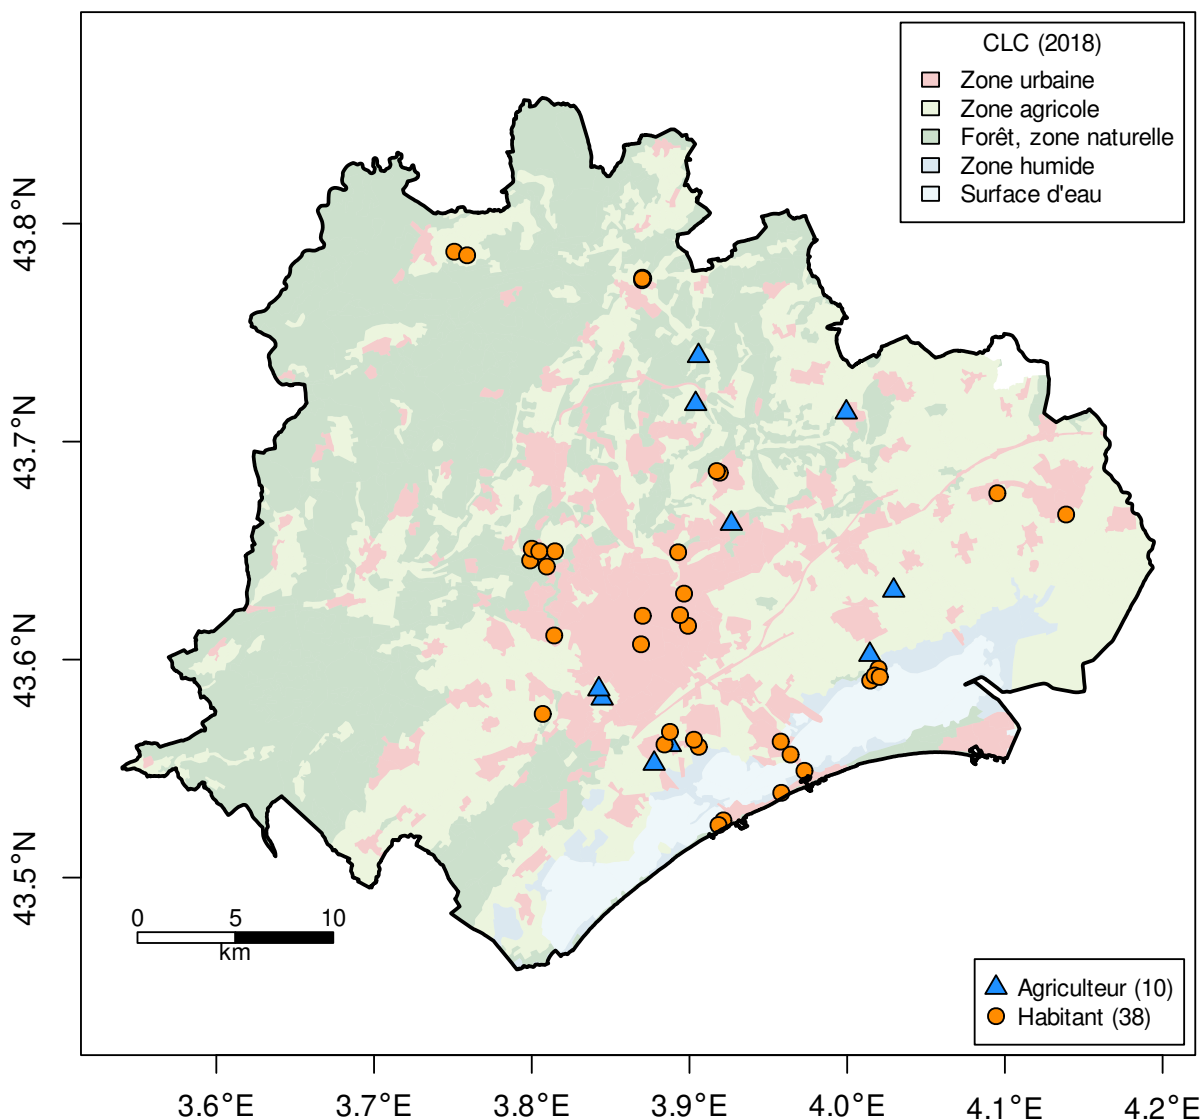 CLC (2018)
Zone urbaine
Zone agricole
Forêt, zone naturelle
Zone humide
Surface d'eau
43.8°N
43.7°N
43.6°N
43.5°N
0 5 10
km
Agriculteur (10)
Habitant (38)
3.6°E 3.7°E 3.8°E 3.9°E 4.0°E 4.1°E 4.2°E